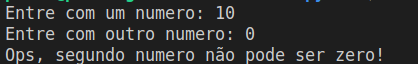 Entre com um numero: 10
Entre com outro numero: 0
Ops, segundo numero não pode ser zero!